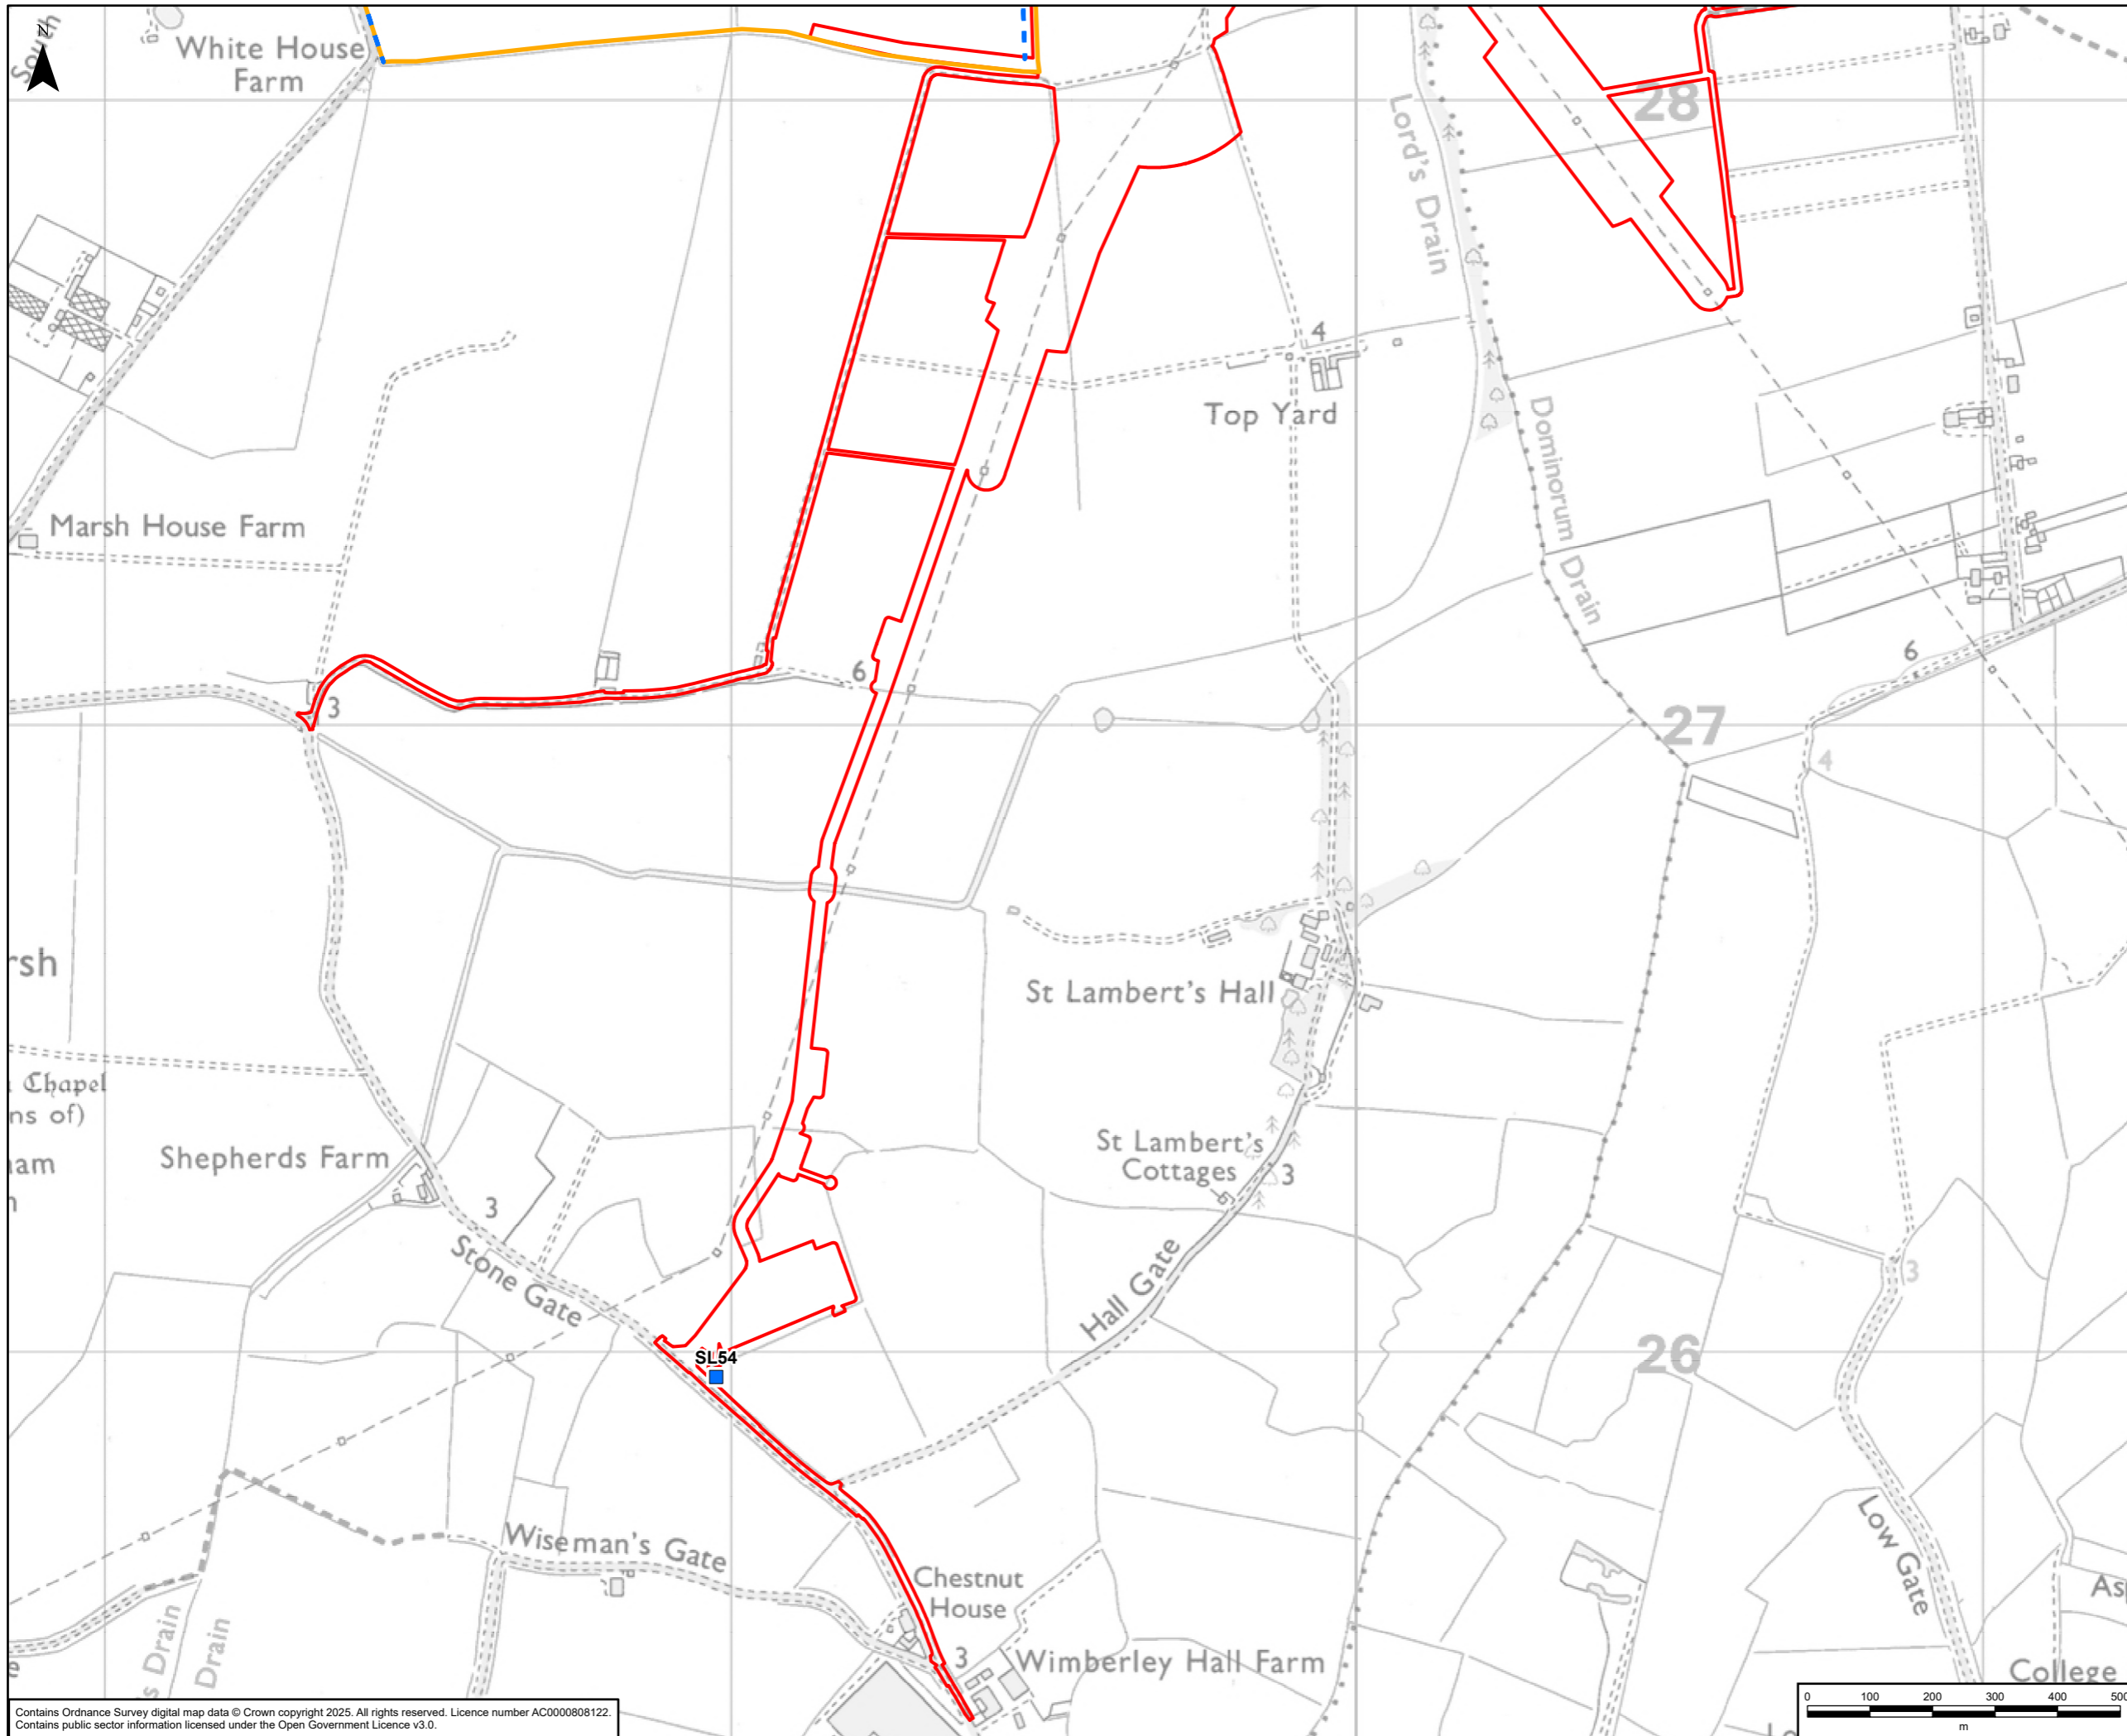 N
South
White House
Farm
28
Lord's Drain
4
Top Yard
Dominorum Drain
Marsh House Farm
6
6
3
27
4
rsh
St Lambert's Hall
Chapel
ns of)
am
Shepherds Farm
St Lambert's
Cottages
3
3
Stone Gate
Hall Gate
3
SL54
26
Wiseman's Gate
Low Gate
Chestnut
House
As
s Drain
Drain
3
Wimberley Hall Farm
College
Contains Ordnance Survey digital map data © Crown copyright 2025. All rights reserved. Licence number AC0000808122.
Contains public sector information licensed under the Open Government Licence v3.0.
0 100 200 300 400 500
m